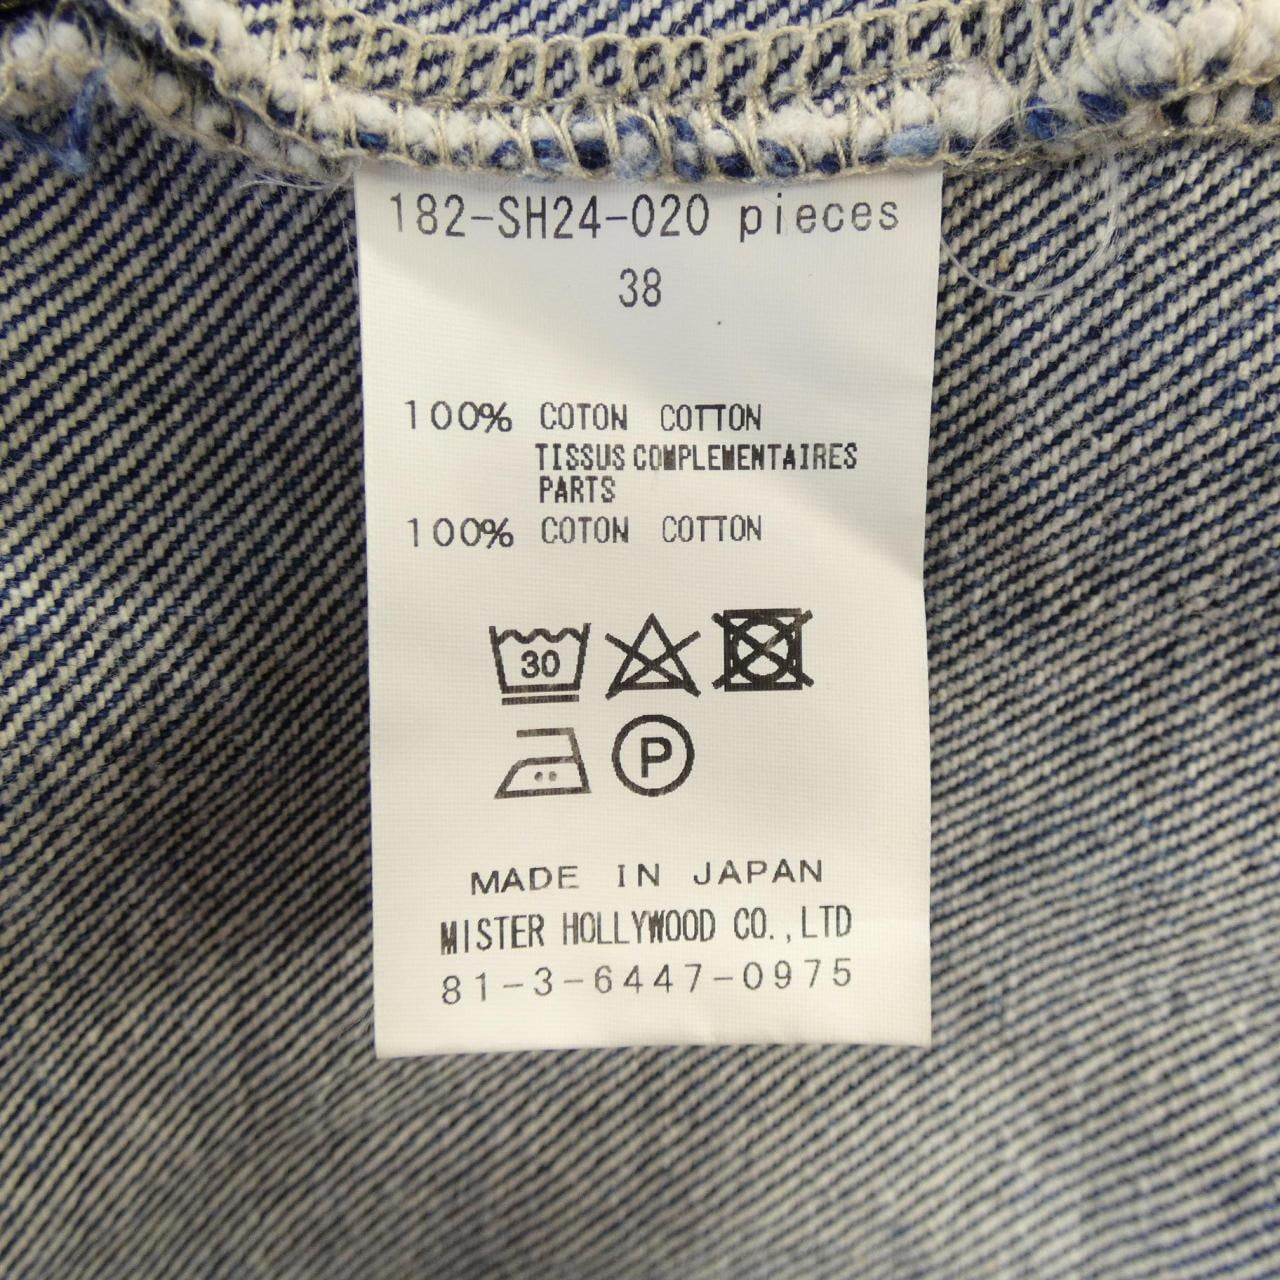 182-SH24-020 pieces
38
100% COTON COTTON
TISSUS COMPLEMENTAIRES
PARTS
100% COTON COTTON
30
P
MADE IN JAPAN
MISTER HOLLYWOOD CO.,LTD
81-3-6447-0975